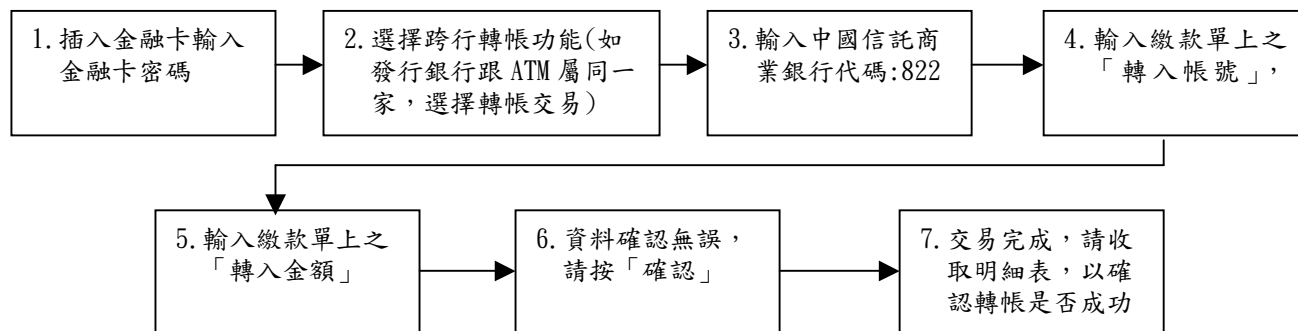 1.插入金融卡輸入
金融卡密碼
2.選擇跨行轉帳功能(如
發行銀行跟 ATM 屬同一
家，選擇轉帳交易)
3.輸入中國信託商
業銀行代碼:822
4.輸入繳款單上之
「轉入帳號」，
5.輸入繳款單上之
「轉入金額」
6.資料確認無誤，
請按「確認」
7.交易完成，請收
取明細表，以確
認轉帳是否成功